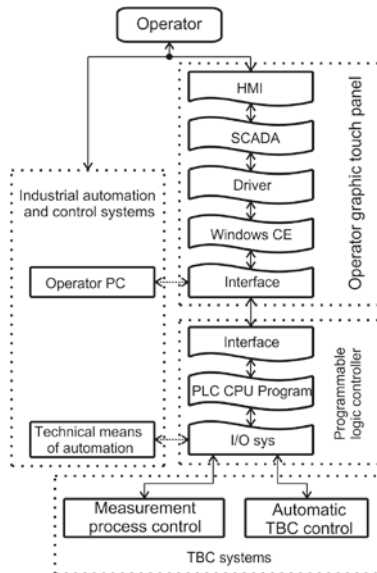 Operator
HMI
SCADA
Driver
Windows CE
Interface
Operator graphic touch panel
Industrial automation
and control systems
Operator PC
Technical means
of automation
Interface
PLC CPU Program
I/O sys
Programmable
logic controller
Measurement
process control
Automatic
TBC control
TBC systems